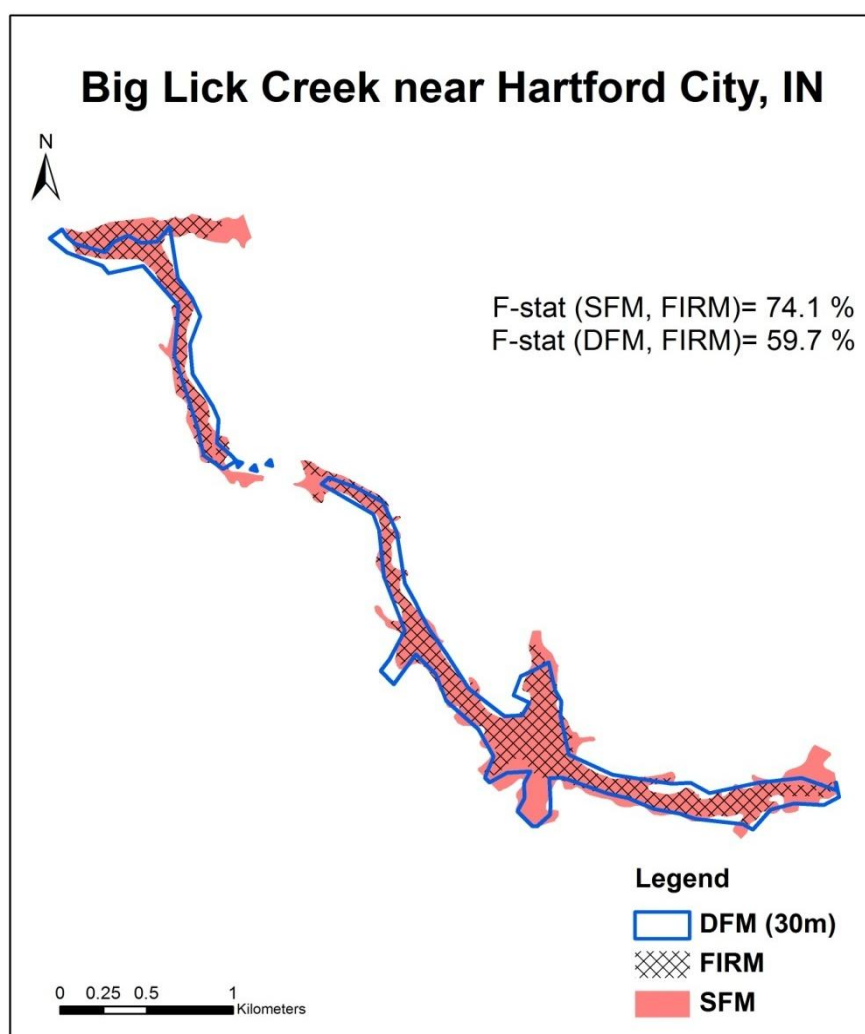 Big Lick Creek near Hartford City, IN
N
F-stat (SFM, FIRM)= 74.1 %
F-stat (DFM, FIRM)= 59.7 %
Legend
DFM (30m)
FIRM
SFM
0 0.25 0.5 1
Kilometers